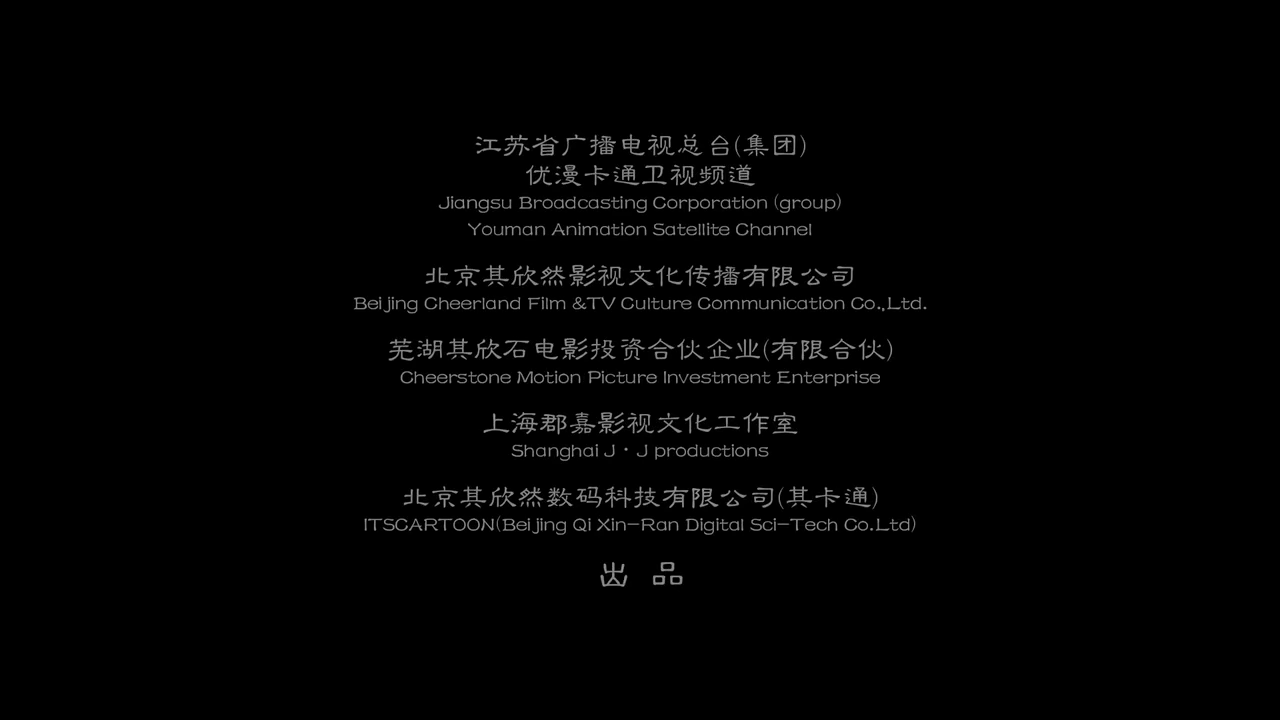 江苏省广播电视总台(集团)
优漫卡通卫视频道
Jiangsu Broadcasting Corporation (group)
Youman Animation Satellite Channel
北京其欣然影视文化传播有限公司
Beijing Cheerland Film &TV Culture Communication Co.,Ltd.
芜湖其欣石电影投资合伙企业(有限合伙)
Cheerstone Motion Picture Investment Enterprise
上海郡嘉影视文化工作室
Shanghai J・J productions
北京其欣然数码科技有限公司(其卡通)
ITSCARTOON(Beijing Qi Xin-Ran Digital Sci-Tech Co.Ltd)
出 品